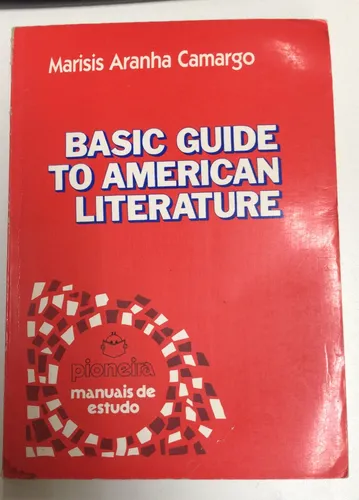 Marisis Aranha Camargo
BASIC GUIDE
TO AMERICAN
LITERATURE
pioneira
manuais de
estudo